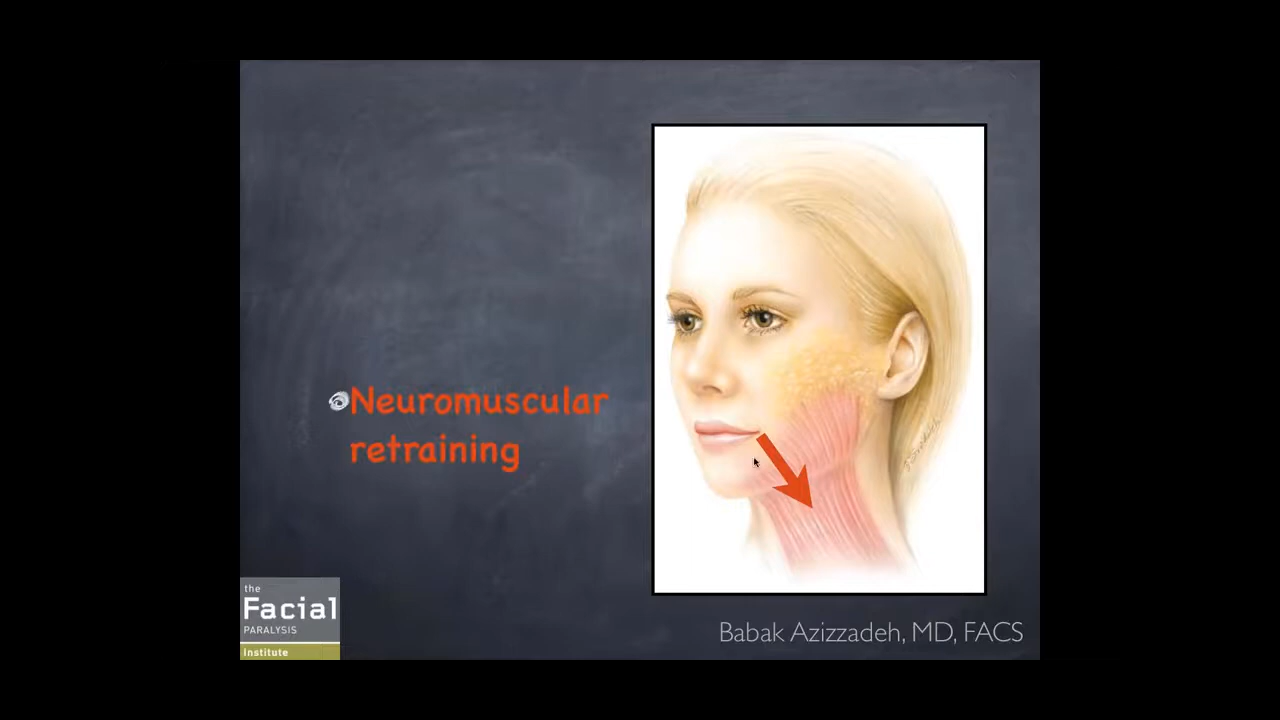 Neuromuscular
retraining
the
Facial
PARALYSIS
Institute
Babak Azizzadeh, MD, FACS